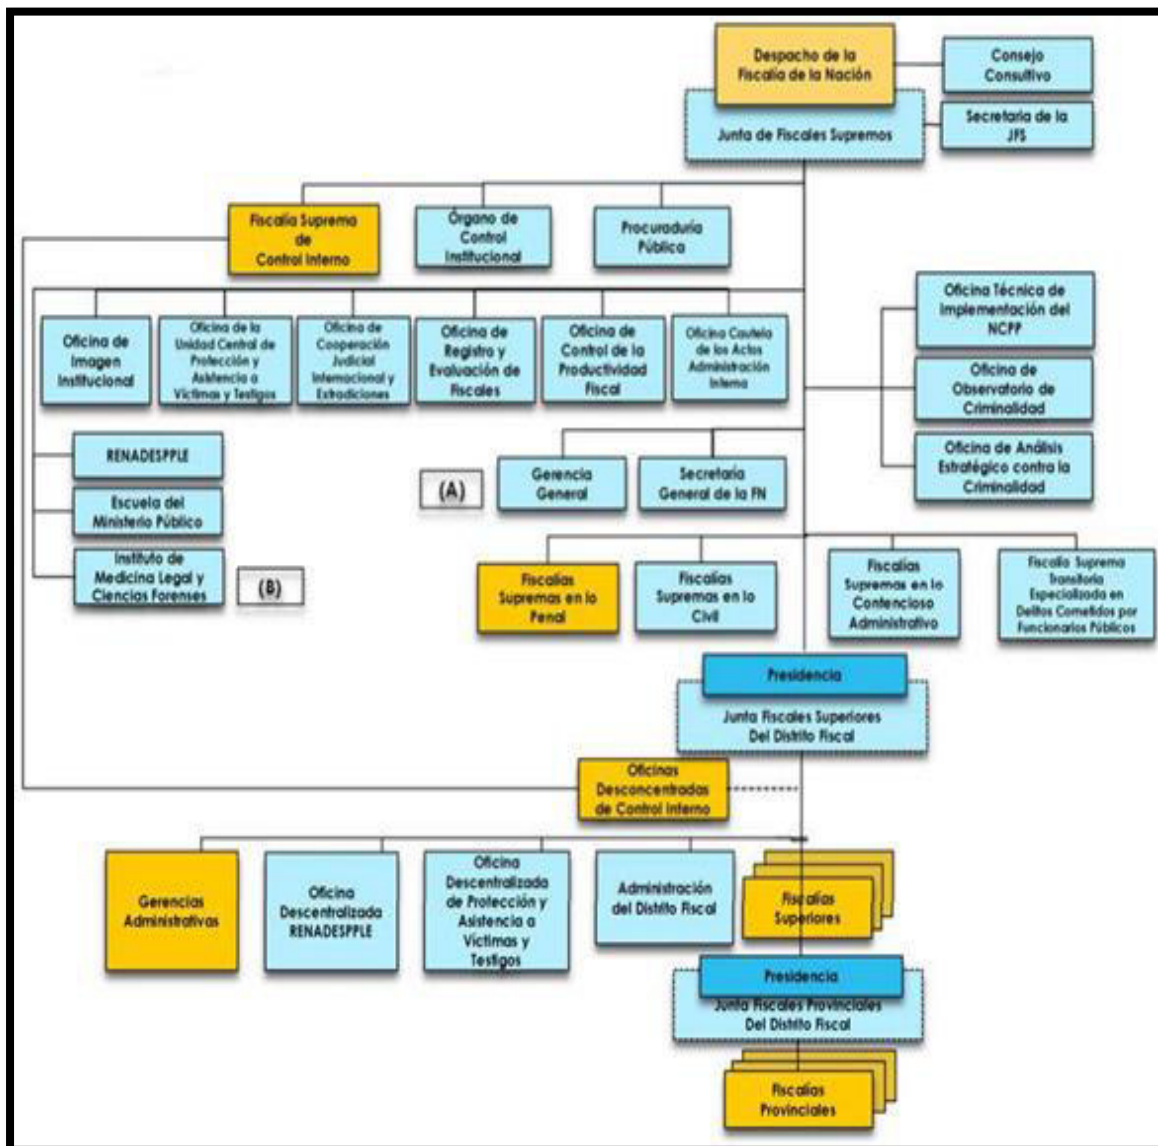 Despacho de la
Fiscalía de la Nación
Consejo
Consultivo
Junta de Fiscales Supremos
Secretaria de la
JFS
Fiscalía Suprema
de
Control Interno
Órgano de
Control
Institucional
Procuraduría
Pública
Oficina de
Imagen
Institucional
Oficina de la
Unidad Central de
Protección y
Asistencia a
Víctimas y Testigos
Oficina de
Cooperación
Judicial
Internacional y
Extradiciones
Oficina de
Registro y
Evaluación de
Fiscales
Oficina de
Control de la
Productividad
Fiscal
Oficina Cautela
de los Actos
Administración
Interna
Oficina Técnica de
Implementación del
NCPP
Oficina de
Observatorio de
Criminalidad
Oficina de Análisis
Estratégico contra la
Criminalidad
RENADESPPLE
Escuela del
Ministerio Público
Instituto de
Medicina Legal y
Ciencias Forenses
(B)
(A)
Gerencia
General
Secretaría
General de la FN
Fiscalías
Supremas en lo
Penal
Fiscalías
Supremas en lo
Civil
Fiscalías
Supremas en lo
Contencioso
Administrativo
Fiscalía Suprema
Transitoria
Especializada en
Delitos Cometidos por
Funcionarios Públicos
Presidencia
Junta Fiscales Superiores
Del Distrito Fiscal
Oficinas
Desconcentradas
de Control Interno
Gerencias
Administrativas
Oficina
Descentralizada
RENADESPPLE
Oficina
Descentralizada
de Protección y
Asistencia a
Víctimas y
Testigos
Administración
del Distrito Fiscal
Fiscalías
Superiores
Presidencia
Junta Fiscales Provinciales
Del Distrito Fiscal
Fiscalías
Provinciales